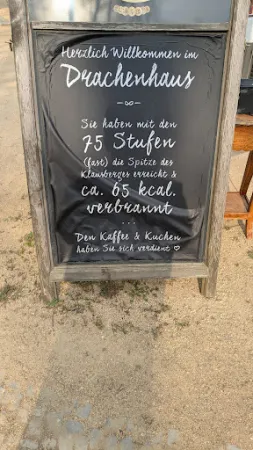 Herzlich Willkommen im
Drachenhaus
Sie haben mit den
75 Stufen
(fast) die Spitze des
Klausberges erreicht &
ca. 65 kcal.
verbrannt
...
Den Kaffee & Kuchen
haben Sie sich verdient ♡